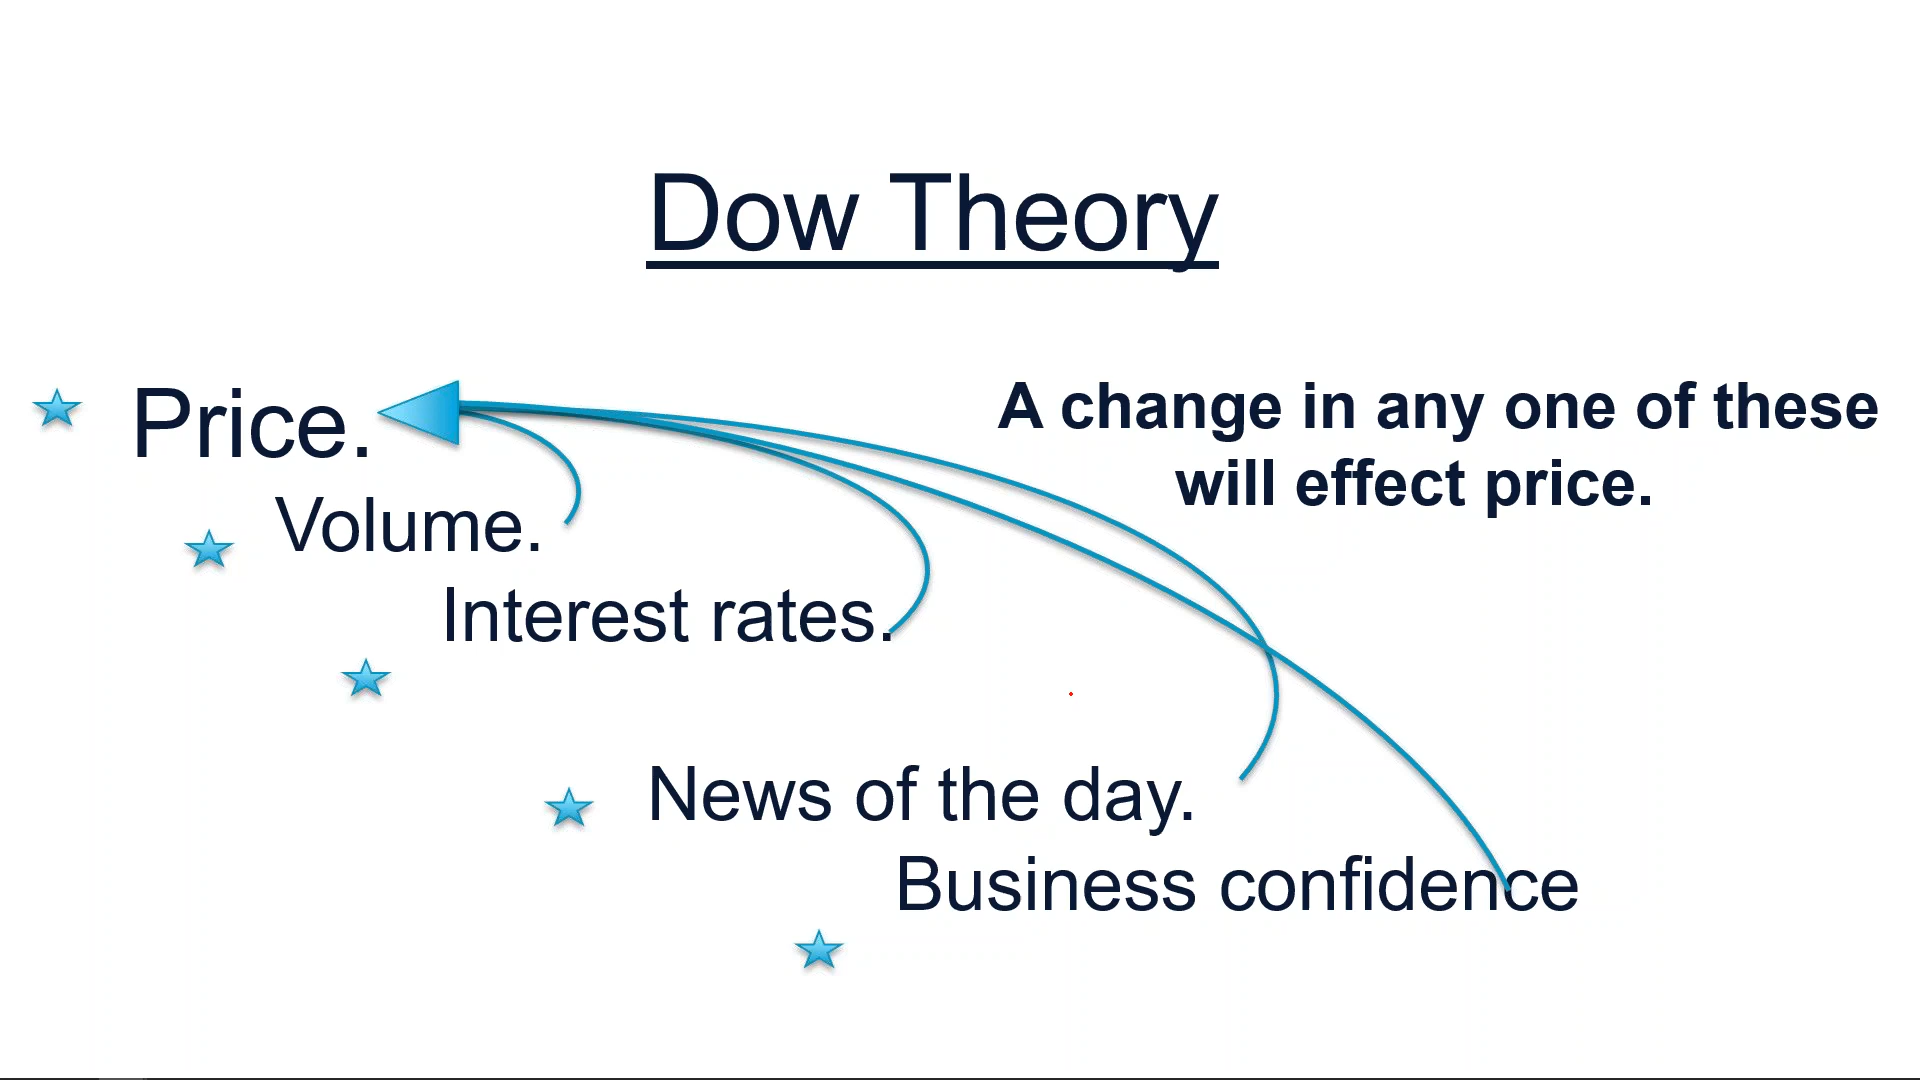 Dow Theory
Price.
A change in any one of these
will effect price.
Volume.
Interest rates.
News of the day.
Business confidence